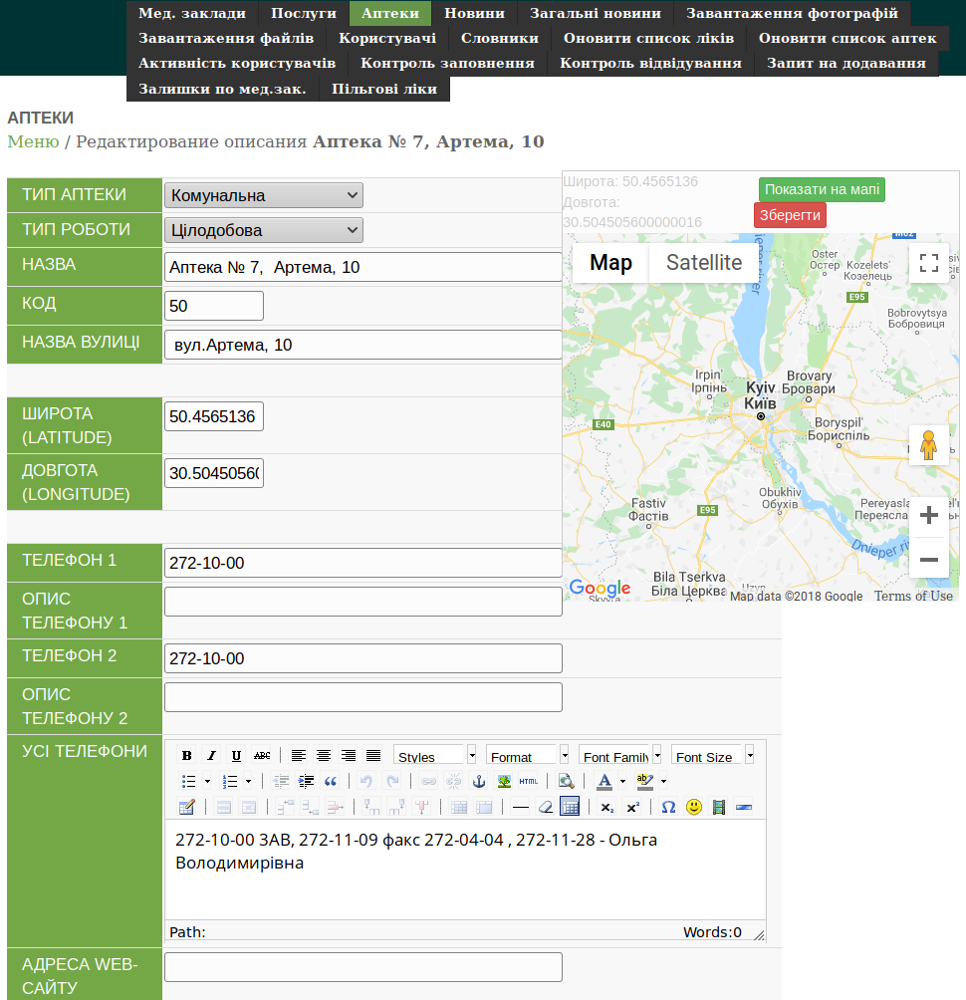 Мед. заклади Послуги Аптеки Новини Загальні новини Завантаження фотографій
Завантаження файлів Користувачі Словники Оновити список ліків Оновити список аптек
Активність користувачів Контроль заповнення Контроль відвідування Запит на додавання
Залишки по мед.зак. Пільгові ліки
АПТЕКИ
Меню / Редактирование описания Аптека № 7, Артема, 10
ТИП АПТЕКИ Комунальна
ТИП РОБОТИ Цілодобова
НАЗВА Аптека № 7, Артема, 10
КОД 50
НАЗВА ВУЛИЦІ вул.Артема, 10
ШИРОТА
(LATITUDE) 50.4565136
ДОВГОТА
(LONGITUDE) 30.5045056
ТЕЛЕФОН 1 272-10-00
ОПИС
ТЕЛЕФОНУ 1
ТЕЛЕФОН 2 272-10-00
ОПИС
ТЕЛЕФОНУ 2
УСІ ТЕЛЕФОНИ
B I U ABC Styles Format Font Family Font Size
HTML A ab
272-10-00 ЗАВ, 272-11-09 факс 272-04-04 , 272-11-28 - Ольга
Володимирівна
Path: Words:0
АДРЕСА WEB-
САЙТУ
Широта: 50.4565136
Довгота:
30.504505600000016
Показати на мапі
Зберегти
Map Satellite
Oster
Остер
Kozelets'
Козелець
E95
Bobrovytsya
Бобровиця
Irpin'
Ірпінь
Brovary
Бровари
Kyiv
Київ
E40
Boryspil'
Бориспіль
Obukhiv
Обухів
Fastiv
Фастів
E95
Bila Tserkva
Біла Церква
Google
Map data ©2018 Google Terms of Use